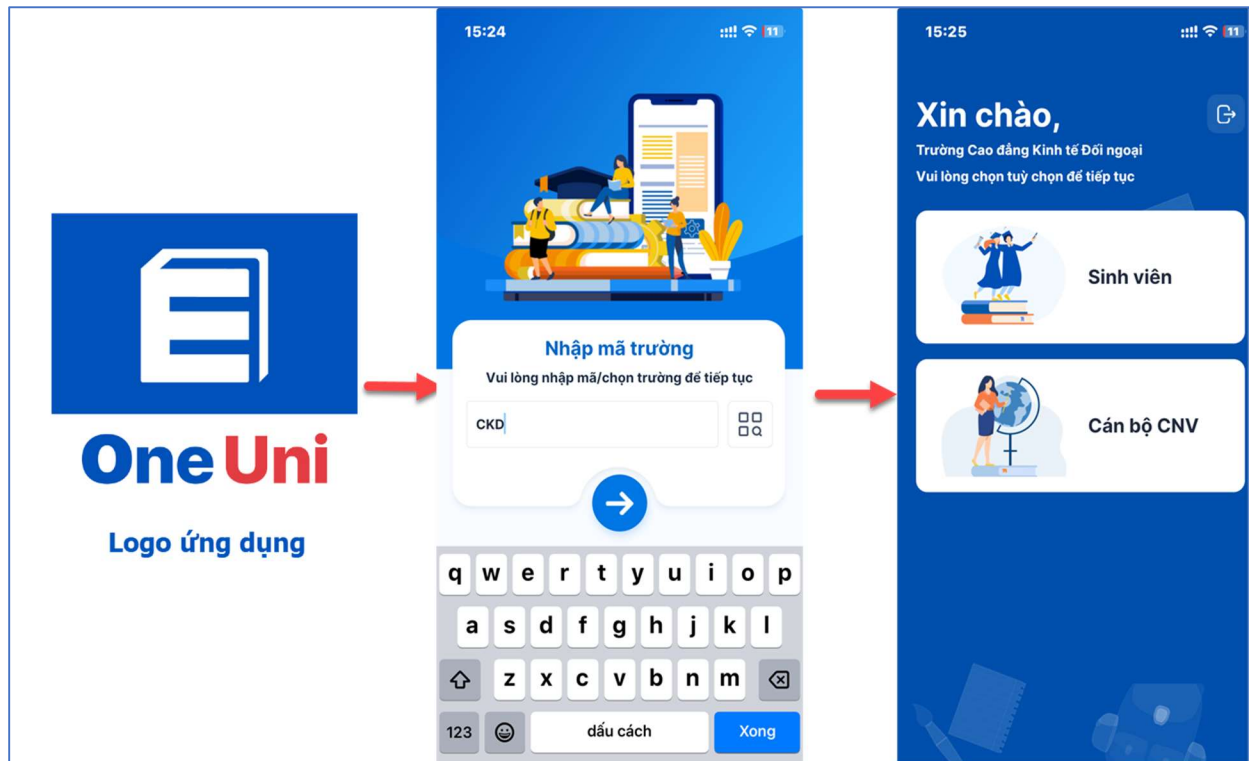 One Uni
Logo ứng dụng
15:24
11
Nhập mã trường
Vui lòng nhập mã/chọn trường để tiếp tục
CKD
q w e r t y u i o p
a s d f g h j k l
z x c v b n m
123 dấu cách Xong
15:25
11
Xin chào,
Trường Cao đẳng Kinh tế Đối ngoại
Vui lòng chọn tuỳ chọn để tiếp tục
Sinh viên
Cán bộ CNV